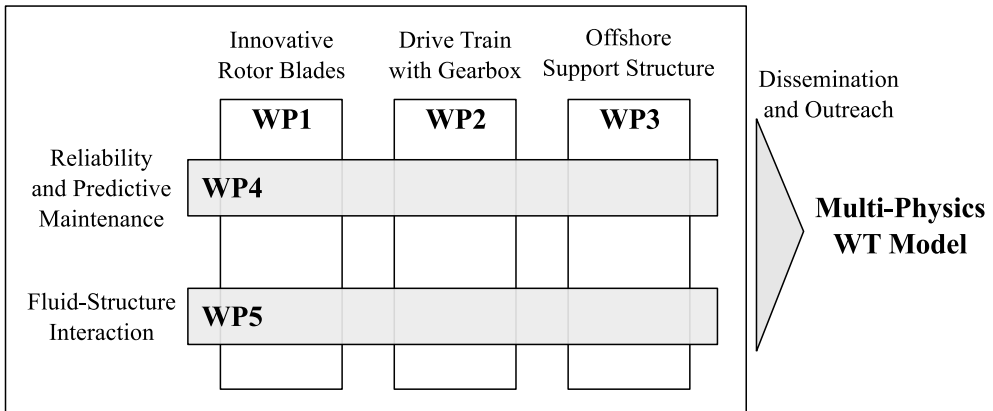 Innovative
Rotor Blades
Drive Train
with Gearbox
Offshore
Support Structure
Dissemination
and Outreach
WP1
WP2
WP3
Reliability
and Predictive
Maintenance
WP4
Multi-Physics
WT Model
Fluid-Structure
Interaction
WP5